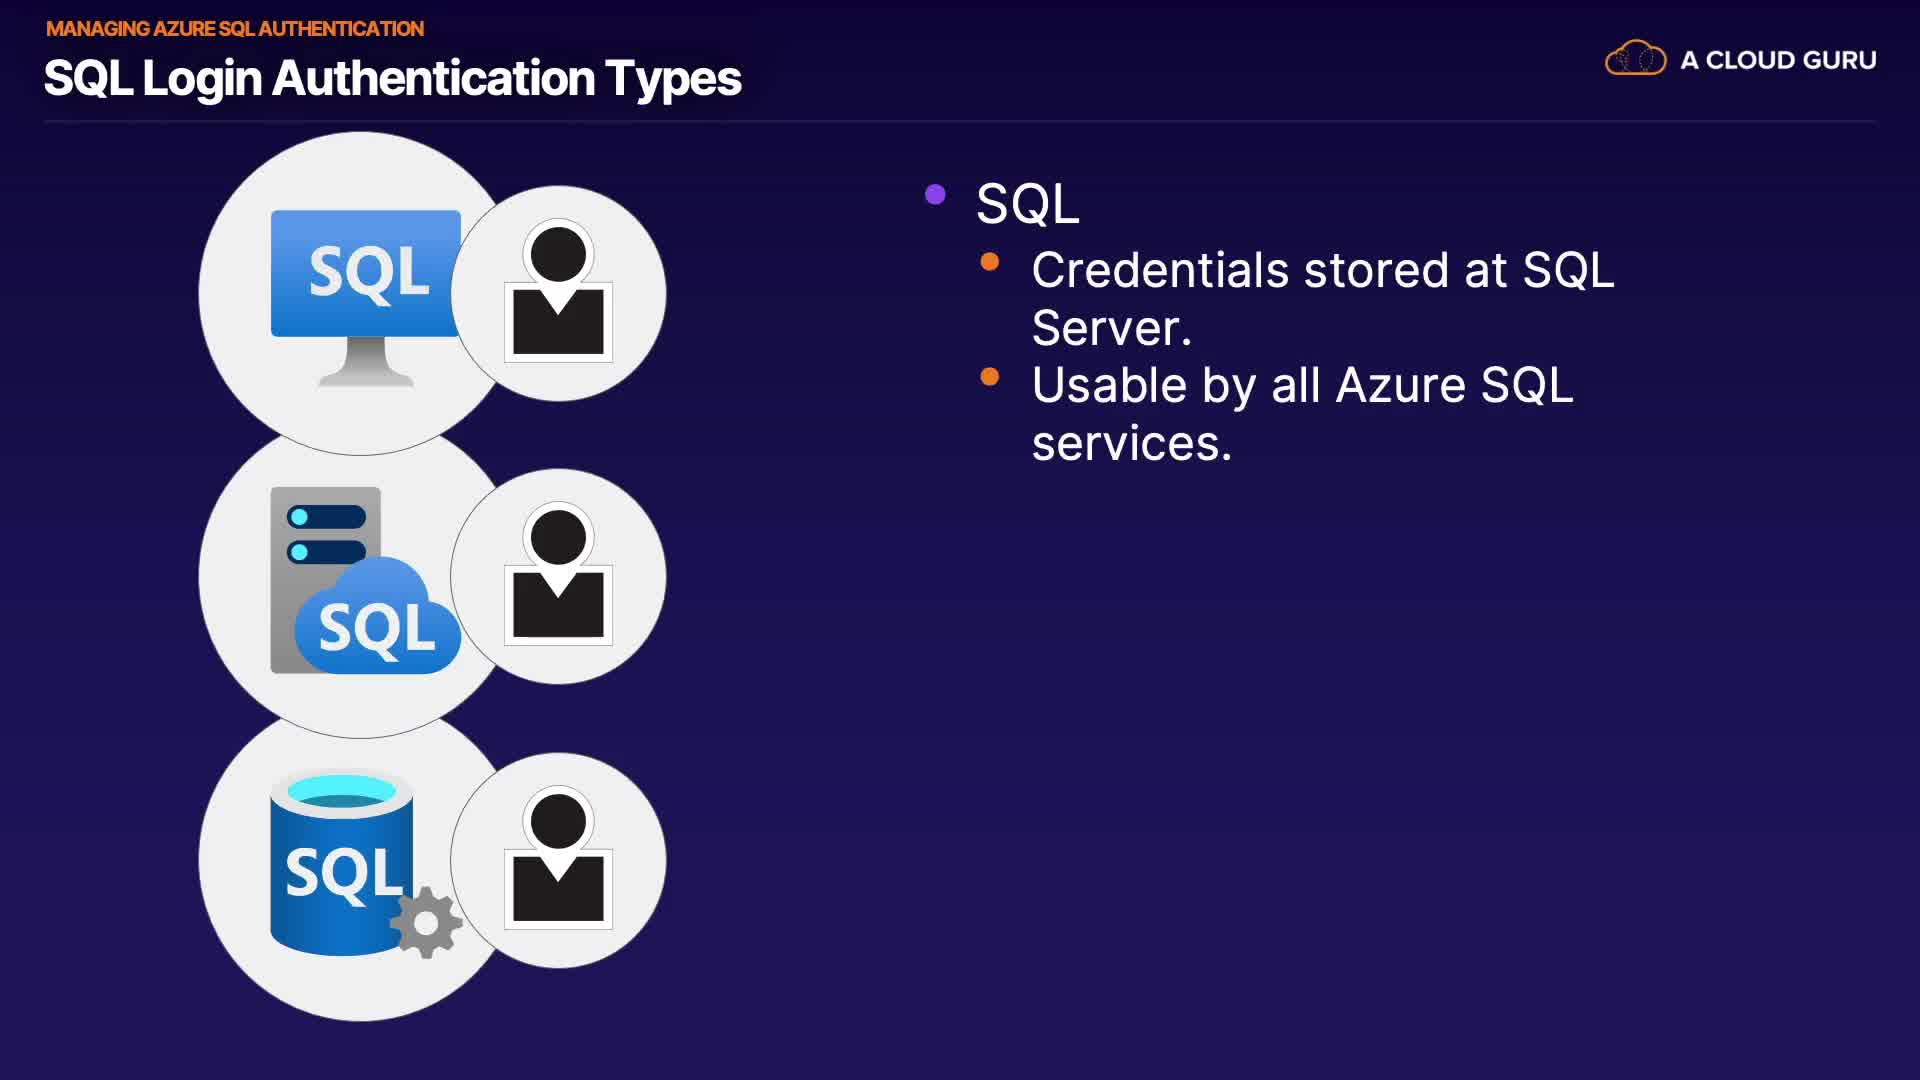 MANAGING AZURE SQL AUTHENTICATION
SQL Login Authentication Types
A CLOUD GURU
SQL
SQL
SQL
SQL
Credentials stored at SQL
Server.
Usable by all Azure SQL
services.